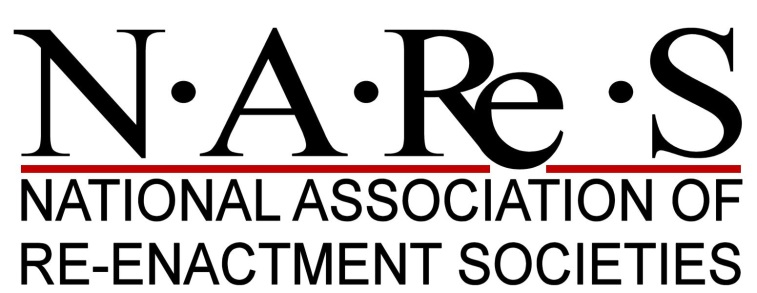 N·A·Re·S
NATIONAL ASSOCIATION OF
RE-ENACTMENT SOCIETIES